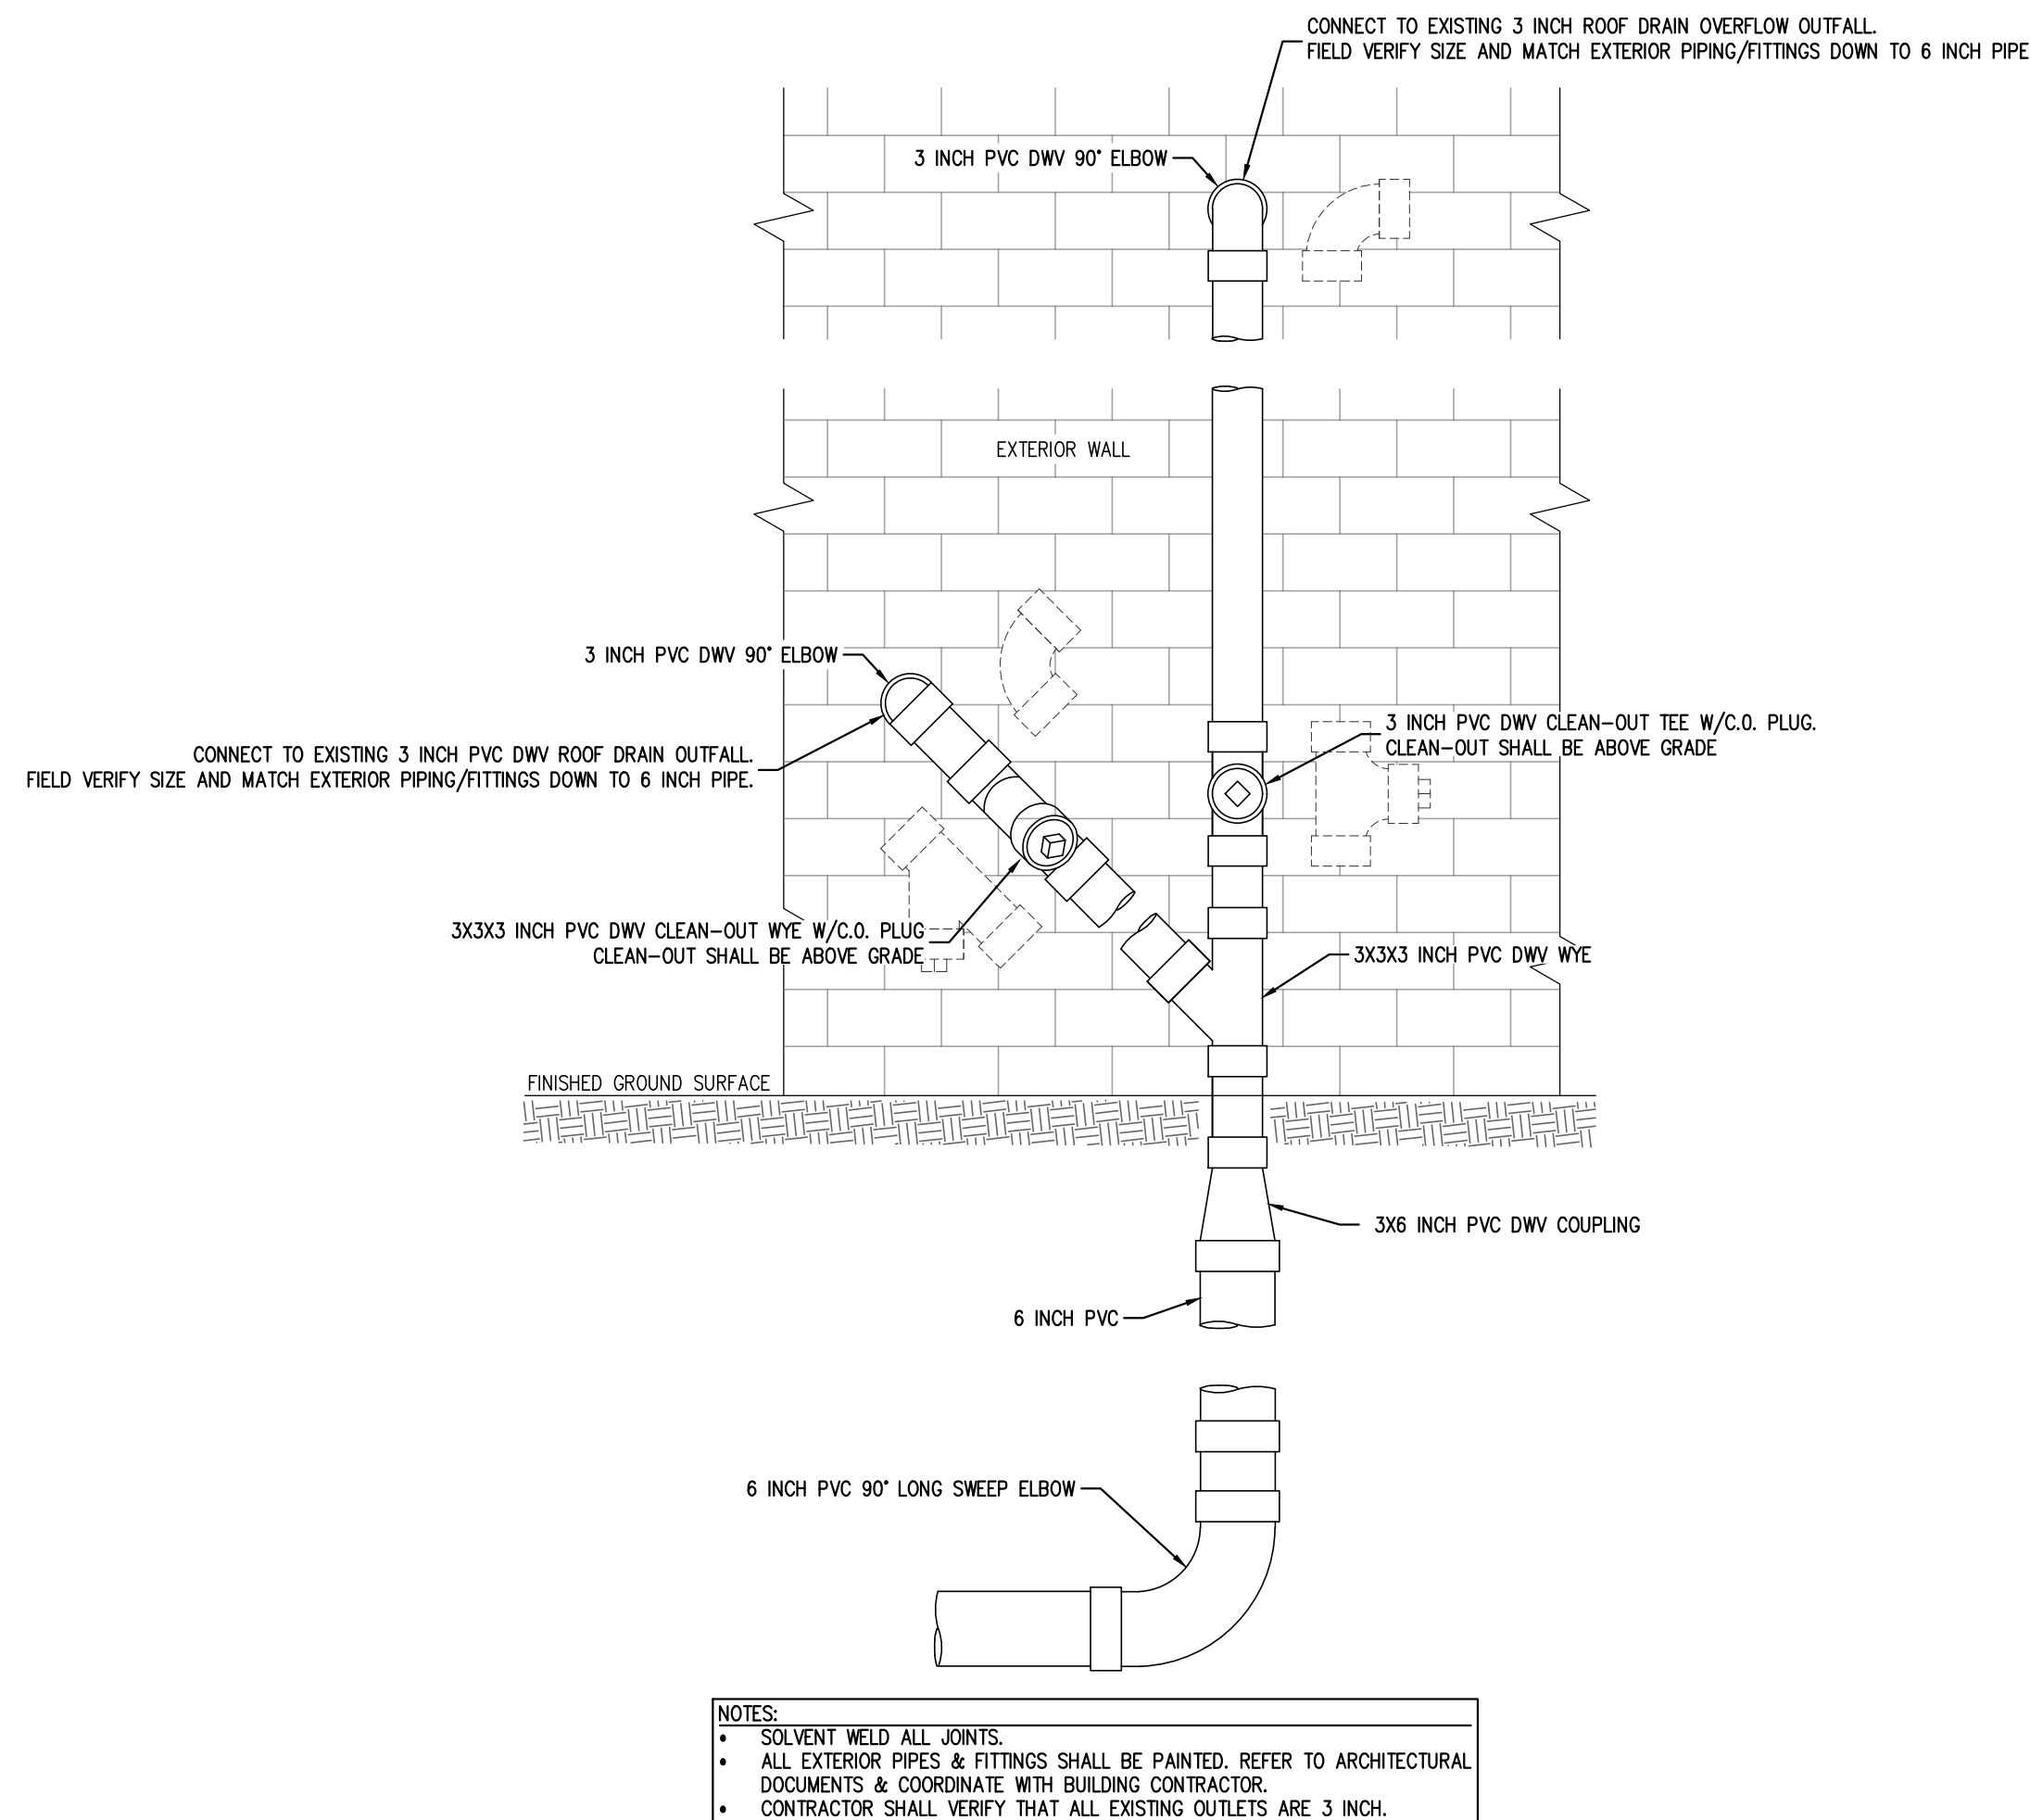 CONNECT TO EXISTING 3 INCH ROOF DRAIN OVERFLOW OUTFALL.
FIELD VERIFY SIZE AND MATCH EXTERIOR PIPING/FITTINGS DOWN TO 6 INCH PIPE
3 INCH PVC DWV 90° ELBOW
EXTERIOR WALL
3 INCH PVC DWV 90° ELBOW
3 INCH PVC DWV CLEAN-OUT TEE W/C.O. PLUG.
CLEAN-OUT SHALL BE ABOVE GRADE
CONNECT TO EXISTING 3 INCH PVC DWV ROOF DRAIN OUTFALL.
FIELD VERIFY SIZE AND MATCH EXTERIOR PIPING/FITTINGS DOWN TO 6 INCH PIPE.
3X3X3 INCH PVC DWV CLEAN-OUT WYE W/C.O. PLUG
CLEAN-OUT SHALL BE ABOVE GRADE
3X3X3 INCH PVC DWV WYE
FINISHED GROUND SURFACE
3X6 INCH PVC DWV COUPLING
6 INCH PVC
6 INCH PVC 90° LONG SWEEP ELBOW
NOTES:
• SOLVENT WELD ALL JOINTS.
• ALL EXTERIOR PIPES & FITTINGS SHALL BE PAINTED. REFER TO ARCHITECTURAL
DOCUMENTS & COORDINATE WITH BUILDING CONTRACTOR.
• CONTRACTOR SHALL VERIFY THAT ALL EXISTING OUTLETS ARE 3 INCH.